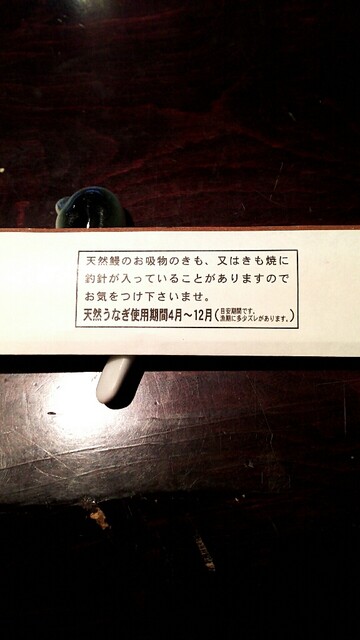 天然鰻のお吸物のきも、又はきも焼に
釣針が入っていることがありますので
お気をつけ下さいませ。
天然うなぎ使用期間4月〜12月(目安期間です。
漁期に多少ズレがあります。)